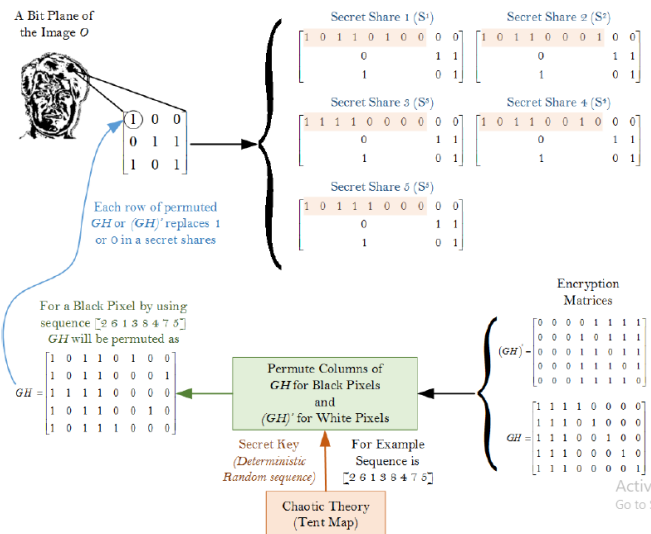 A Bit Plane of
the Image O
1 0 0
0 1 1
1 0 1
Secret Share 1 (S¹)
1 0 1 1 0 1 0 0 0 0
0 1 1
1 0 1
Secret Share 2 (S²)
1 0 1 1 0 0 0 1 0 0
0 1 1
1 0 1
Secret Share 3 (S³)
1 1 1 1 0 0 0 0 0 0
0 1 1
1 0 1
Secret Share 4 (S⁴)
1 0 1 1 0 0 1 0 0 0
0 1 1
1 0 1
Secret Share 5 (S⁵)
1 0 1 1 1 0 0 0 0 0
0 1 1
1 0 1
Each row of permuted
GH or (GH)' replaces 1
or 0 in a secret shares
For a Black Pixel by using
sequence [2 6 1 3 8 4 7 5]
GH will be permuted as
1 0 1 1 0 1 0 0
1 0 1 1 0 0 0 1
GH = 1 1 1 1 0 0 0 0
1 0 1 1 0 0 1 0
1 0 1 1 1 0 0 0
Permute Columns of
GH for Black Pixels
and
(GH)' for White Pixels
Secret Key
(Deterministic
Random sequence)
For Example
Sequence is
[2 6 1 3 8 4 7 5]
Chaotic Theory
(Tent Map)
Encryption
Matrices
0 0 0 0 1 1 1 1
0 0 0 1 0 1 1 1
(GH)' = 0 0 0 1 1 0 1 1
0 0 0 1 1 1 0 1
0 0 0 1 1 1 1 0
1 1 1 1 0 0 0 0
1 1 1 0 1 0 0 0
GH = 1 1 1 0 0 1 0 0
1 1 1 0 0 0 1 0
1 1 1 0 0 0 0 1
Activ
Go to S